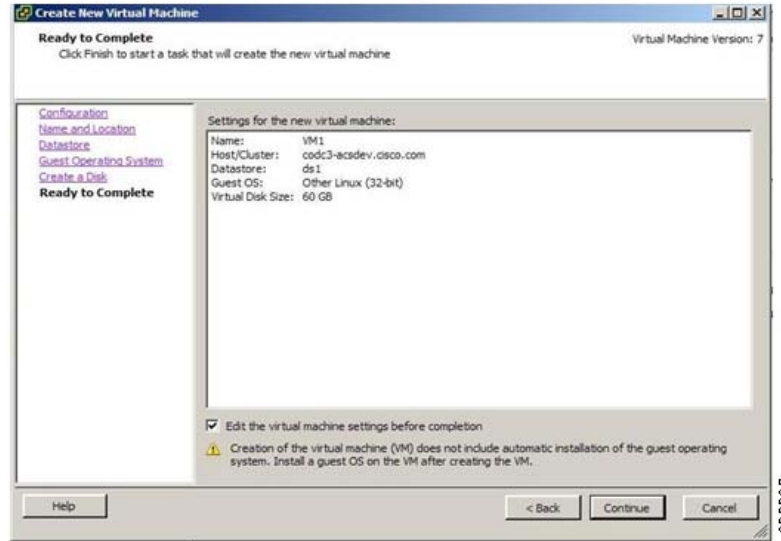 Create New Virtual Machine
Ready to Complete
Virtual Machine Version: 7
Click Finish to start a task that will create the new virtual machine
Configuration
Name and Location
Datastore
Guest Operating System
Create a Disk
Ready to Complete
Settings for the new virtual machine:
Name: VM1
Host/Cluster: codc3-acsdev.cisco.com
Datastore: ds1
Guest OS: Other Linux (32-bit)
Virtual Disk Size: 60 GB
Edit the virtual machine settings before completion
Creation of the virtual machine (VM) does not include automatic installation of the guest operating
system. Install a guest OS on the VM after creating the VM.
Help
< Back
Continue
Cancel